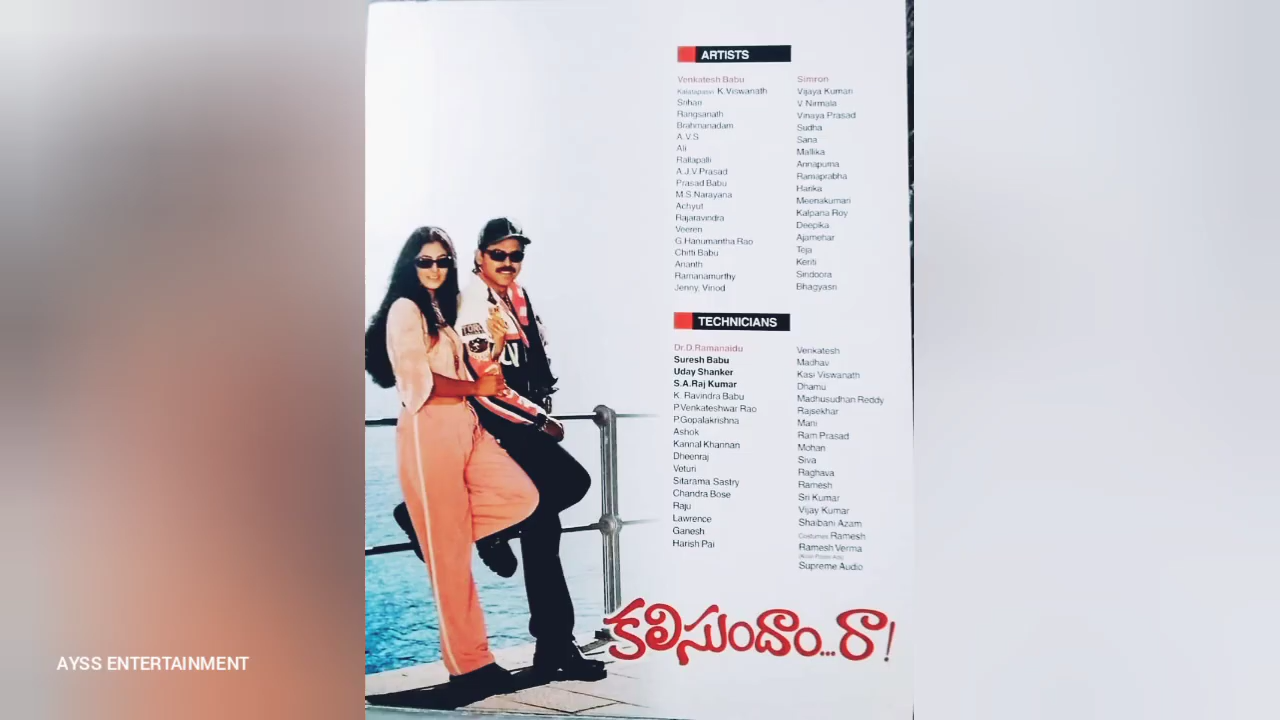 ARTISTS
Venkatesh Babu
Kalatapasvi K.Viswanath
Srihari
Rangsanath
Brahmanadam
A.V.S
Ali
Rallapalli
A.J.V.Prasad
Prasad Babu
M.S.Narayana
Achyut
Rajaravindra
Veeren
G.Hanumantha Rao
Chitti Babu
Ananth
Ramanamurthy
Jenny, Vinod
Simron
Vijaya Kumari
V. Nirmala
Vinaya Prasad
Sudha
Sana
Mallika
Annapurna
Ramaprabha
Harika
Meenakumari
Kalpana Roy
Deepika
Ajamehar
Teja
Keriti
Sindoora
Bhagyasri
TECHNICIANS
Dr.D.Ramanaidu
Suresh Babu
Uday Shanker
S.A.Raj Kumar
K. Ravindra Babu
P.Venkateshwar Rao
P.Gopalakrishna
Ashok
Kannal Khannan
Dheenraj
Veturi
Sitarama Sastry
Chandra Bose
Raju
Lawrence
Ganesh
Harish Pai
Venkatesh
Madhav
Kasi Viswanath
Dhamu
Madhusudhan Reddy
Rajsekhar
Mani
Ram Prasad
Mohan
Siva
Raghava
Ramesh
Sri Kumar
Vijay Kumar
Shaibani Azam
Costumes Ramesh
Ramesh Verma
Supreme Audio
కలిసుందాం...రా!
AYSS ENTERTAINMENT